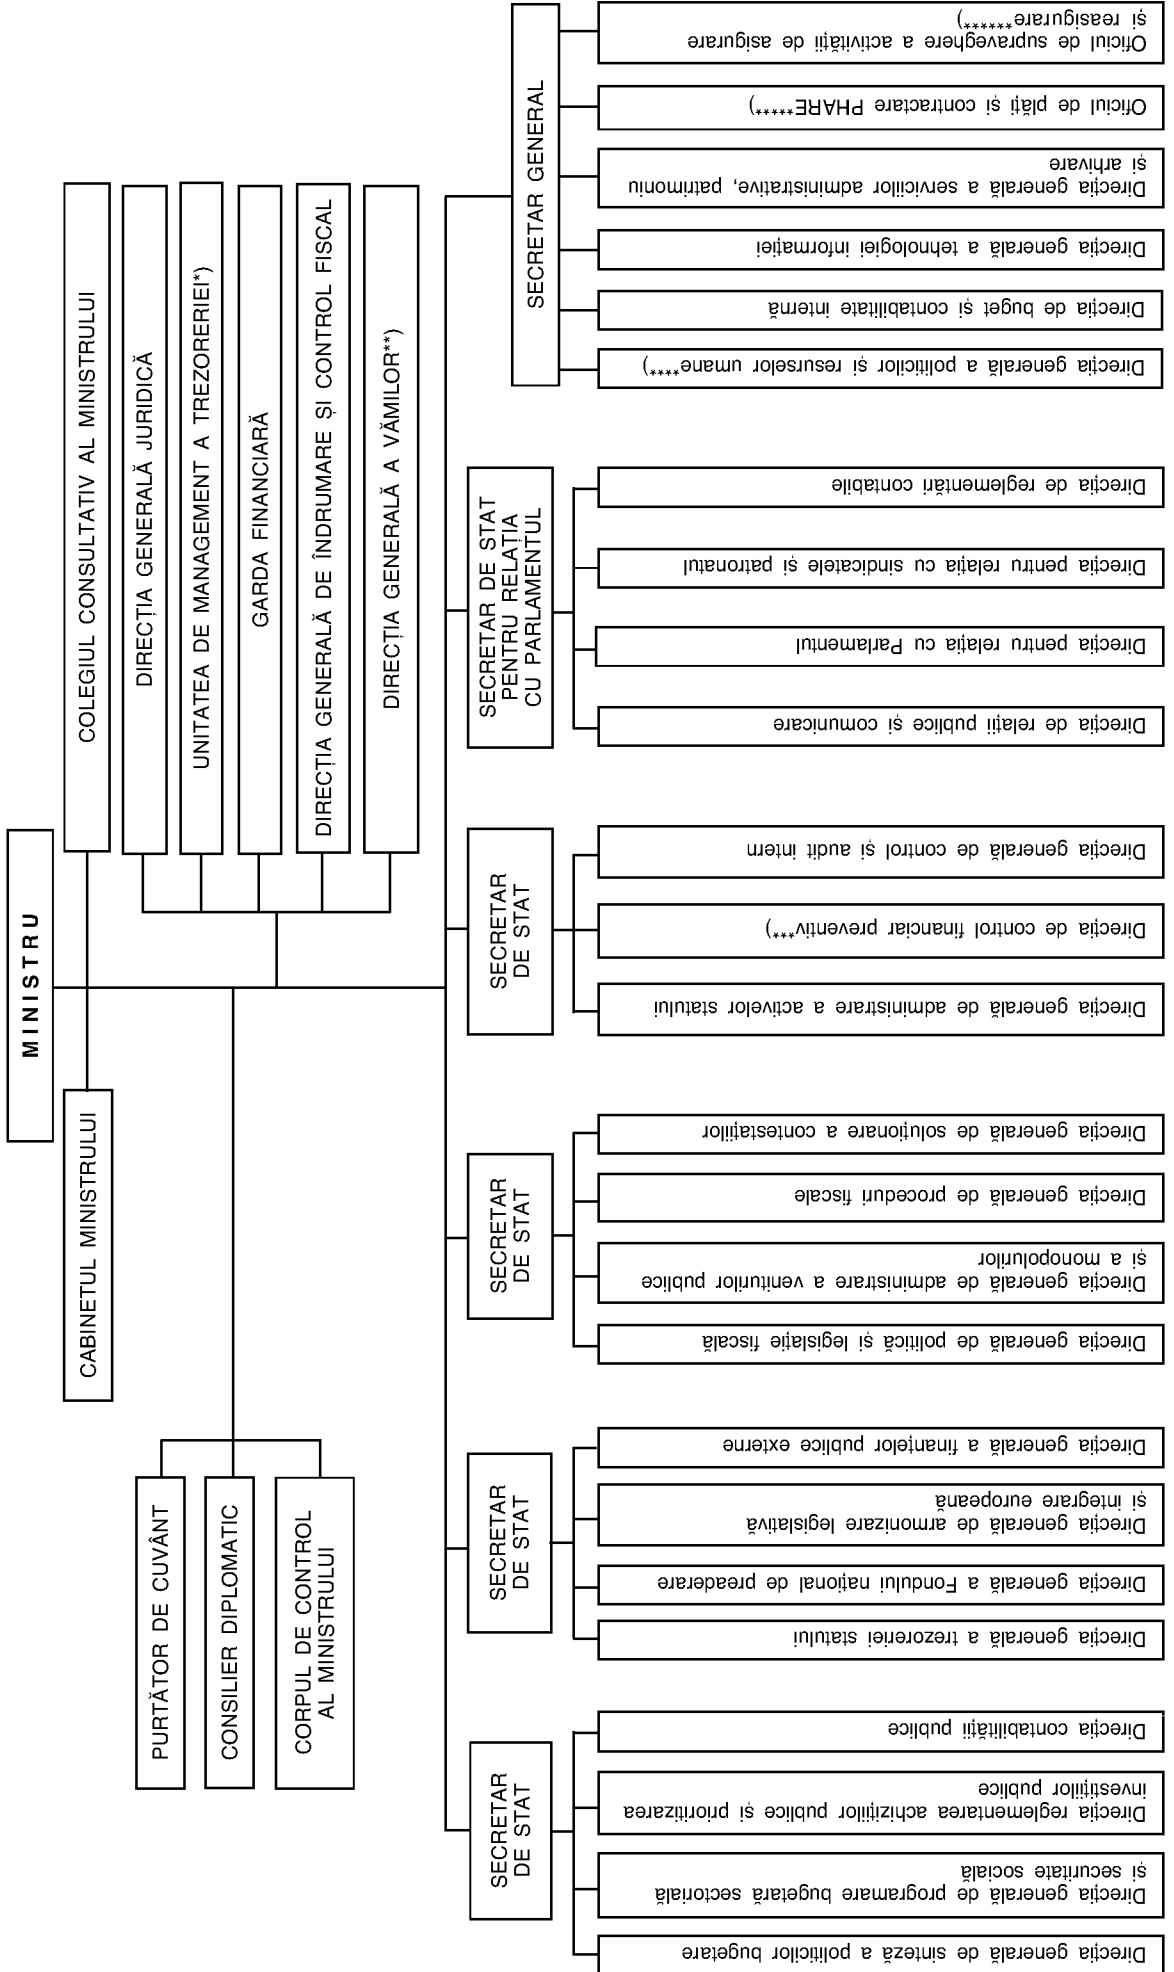 MINISTRU
CABINETUL MINISTRULUI
COLEGIUL CONSULTATIV AL MINISTRULUI
PURTĂTOR DE CUVÂNT
CONSILIER DIPLOMATIC
CORPUL DE CONTROL
AL MINISTRULUI
DIRECȚIA GENERALĂ JURIDICĂ
UNITATEA DE MANAGEMENT A TREZORERIEI*)
GARDA FINANCIARĂ
DIRECȚIA GENERALĂ DE ÎNDRUMARE ȘI CONTROL FISCAL
DIRECȚIA GENERALĂ A VĂMILOR**)
SECRETAR
DE STAT
Direcția generală de sinteză a politicilor bugetare
Direcția generală de programare bugetară sectorială
și securitate socială
Direcția reglementarea achizițiilor publice și prioritizarea
investițiilor publice
Direcția contabilității publice
SECRETAR
DE STAT
Direcția generală a trezoreriei statului
Direcția generală a Fondului național de preaderare
Direcția generală de armonizare legislativă
și integrare europeană
Direcția generală a finanțelor publice externe
SECRETAR
DE STAT
Direcția generală de politică și legislație fiscală
Direcția generală de administrare a veniturilor publice
și a monopolurilor
Direcția generală de proceduri fiscale
Direcția generală de soluționare a contestațiilor
SECRETAR
DE STAT
Direcția generală de administrare a activelor statului
Direcția de control financiar preventiv***)
Direcția generală de control și audit intern
SECRETAR DE STAT
PENTRU RELAȚIA
CU PARLAMENTUL
Direcția de relații publice și comunicare
Direcția pentru relația cu Parlamentul
Direcția pentru relația cu sindicatele și patronatul
Direcția de reglementări contabile
SECRETAR GENERAL
Direcția generală a politicilor și resurselor umane****)
Direcția de buget și contabilitate internă
Direcția generală a tehnologiei informației
Direcția generală a serviciilor administrative, patrimoniu
și arhivare
Oficiul de plăți și contractare PHARE*****)
Oficiul de supraveghere a activității de asigurare
și reasigurare******)